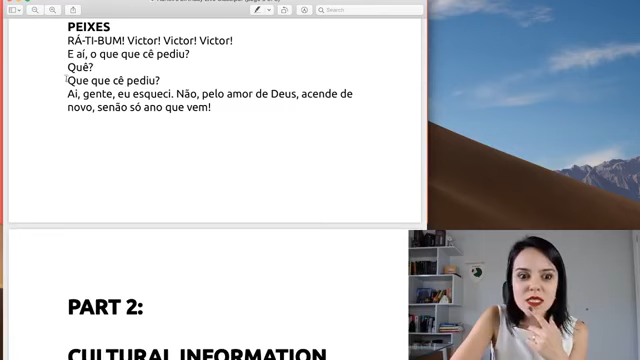 PEIXES
RÁ-TI-BUM! Victor! Victor! Victor!
E aí, o que que cê pediu?
Quê?
Que que cê pediu?
Ai, gente, eu esqueci. Não, pelo amor de Deus, acende de
novo, senão só ano que vem!
PART 2:
CULTURAL INFORMATION